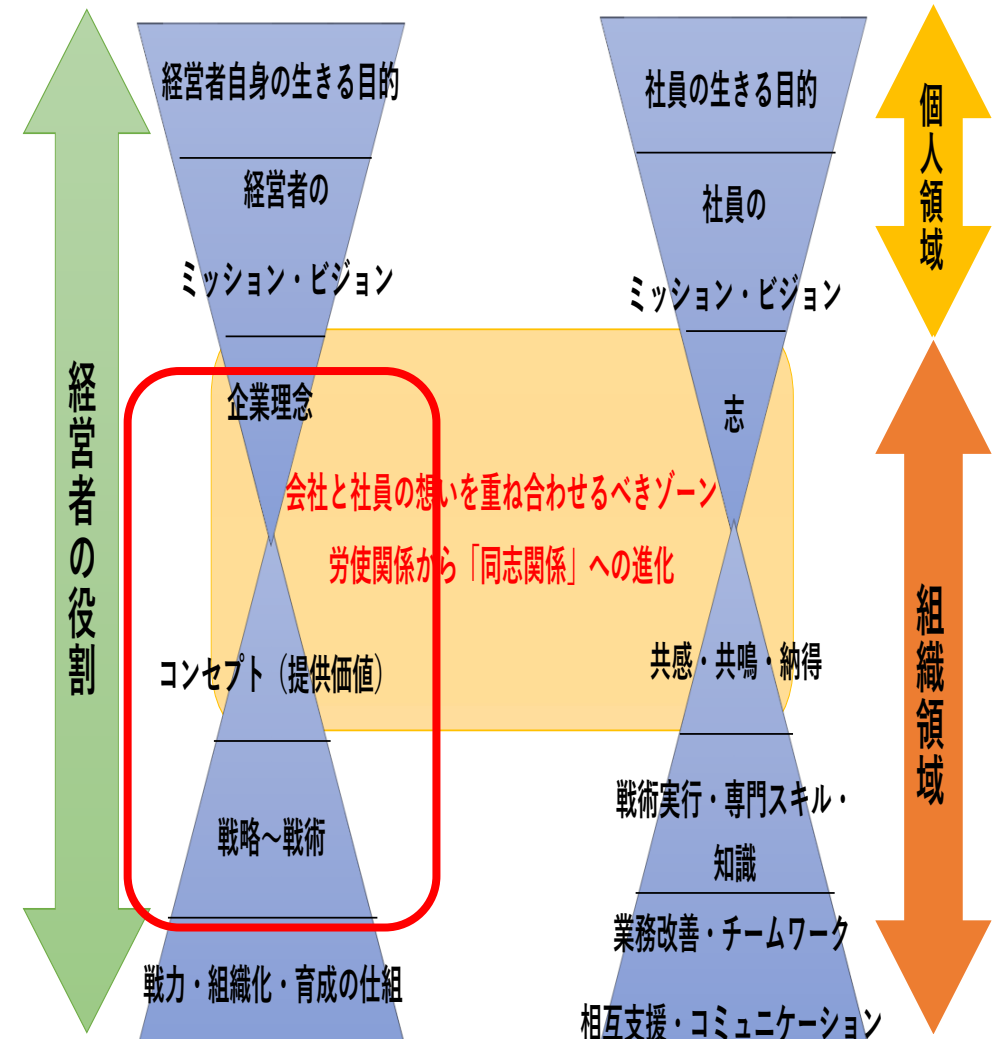 経営者の役割
経営者自身の生きる目的
経営者の
ミッション・ビジョン
企業理念
コンセプト（提供価値）
戦略～戦術
戦力・組織化・育成の仕組
会社と社員の想いを重ね合わせるべきゾーン
労使関係から「同志関係」への進化
社員の生きる目的
社員の
ミッション・ビジョン
志
共感・共鳴・納得
戦術実行・専門スキル・
知識
業務改善・チームワーク
相互支援・コミュニケーション
個人領域
組織領域